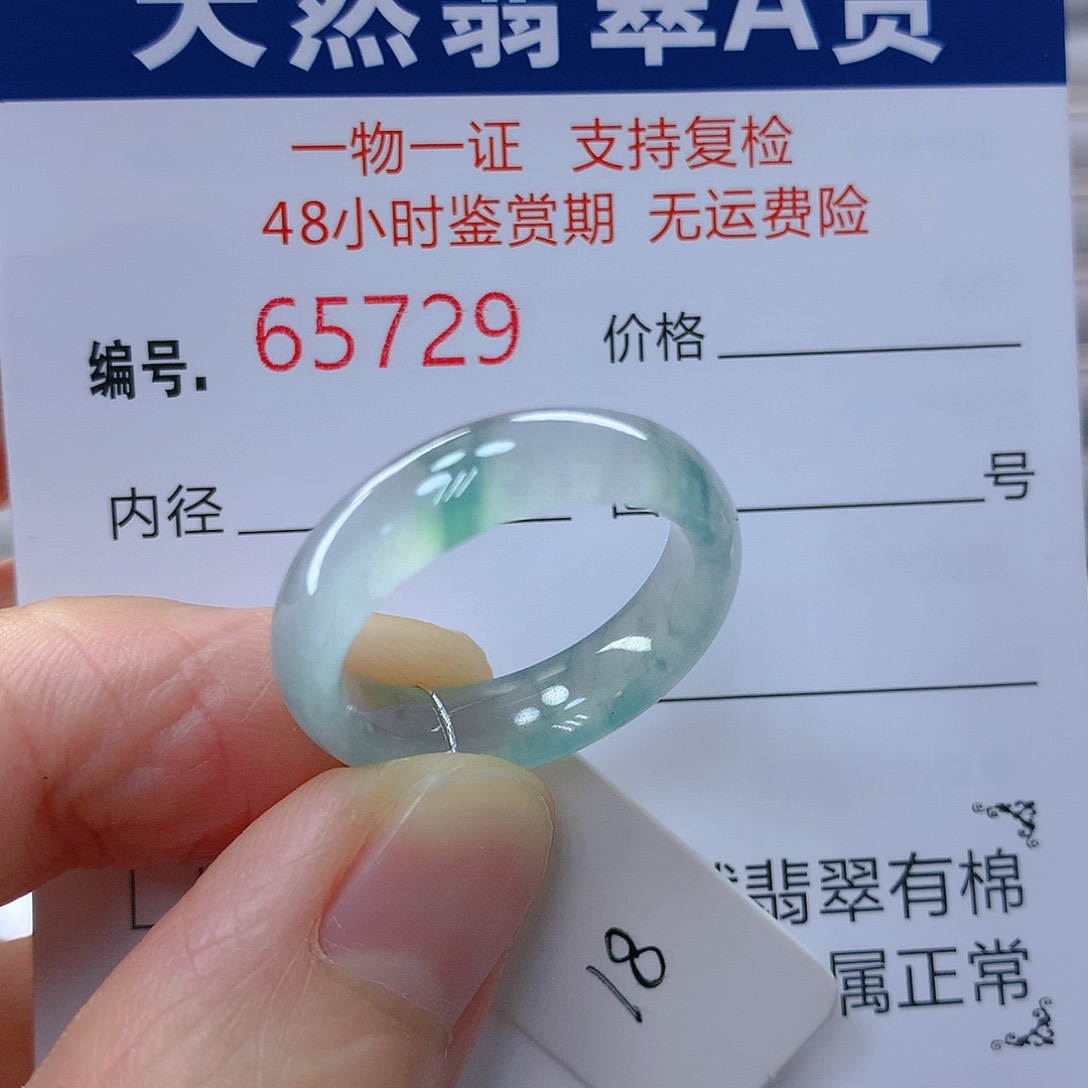 天然翡翠A货
一物一证 支持复检
48小时鉴赏期 无运费险
编号. 65729 价格
内径 号
翡翠有棉
属正常
18